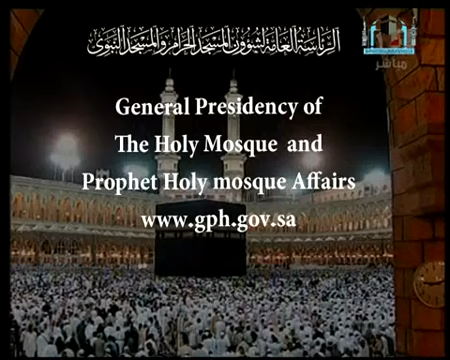 الرئاسة العامة لشؤون المسجد الحرام والمسجد النبوي
مباشر
General Presidency of
The Holy Mosque and
Prophet Holy mosque Affairs
www.gph.gov.sa